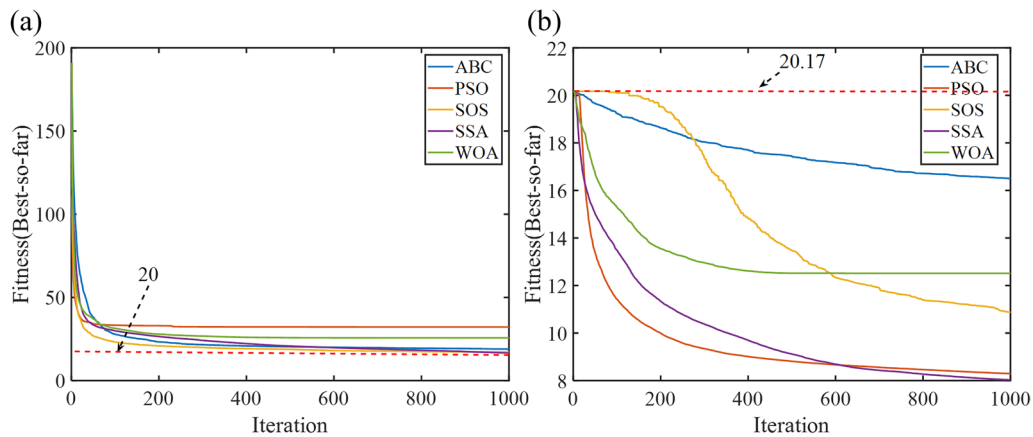 (a)
200
150
100
50
0
Fitness(Best-so-far)
ABC
PSO
SOS
SSA
WOA
20
0
200
400
600
800
1000
Iteration
(b)
22
20
18
16
14
12
10
8
Fitness(Best-so-far)
20.17
ABC
PSO
SOS
SSA
WOA
0
200
400
600
800
1000
Iteration